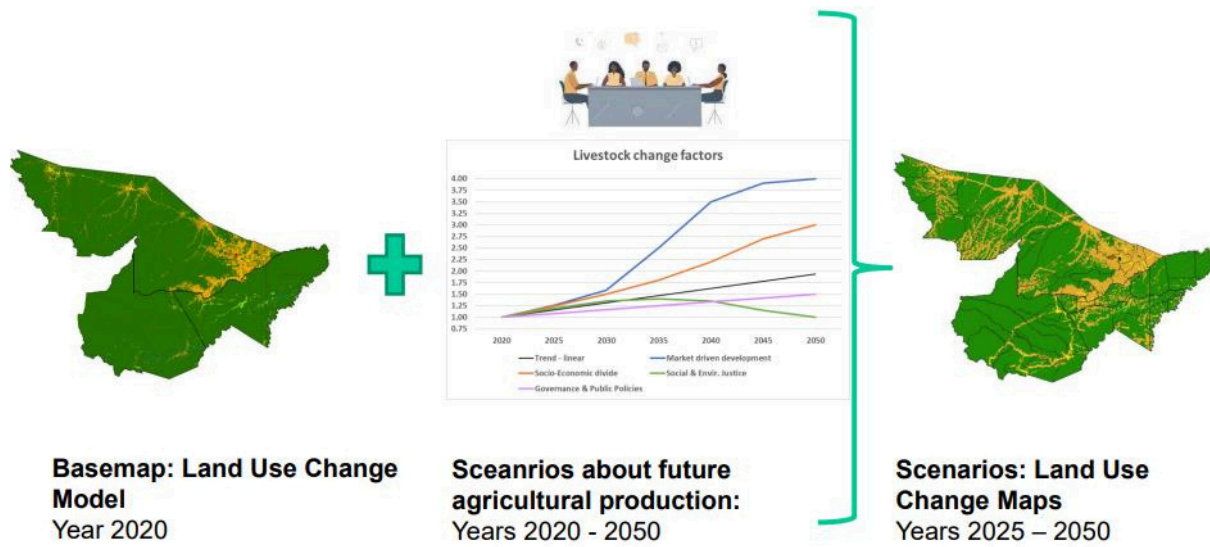 Livestock change factors
4.00
3.75
3.50
3.25
3.00
2.75
2.50
2.25
2.00
1.75
1.50
1.25
1.00
0.75
2020 2025 2030 2035 2040 2045 2050
Trend - linear Market driven development
Socio-Economic divide Social & Envir. Justice
Governance & Public Policies
Basemap: Land Use Change
Model
Year 2020
Sceanrios about future
agricultural production:
Years 2020 - 2050
Scenarios: Land Use
Change Maps
Years 2025 – 2050